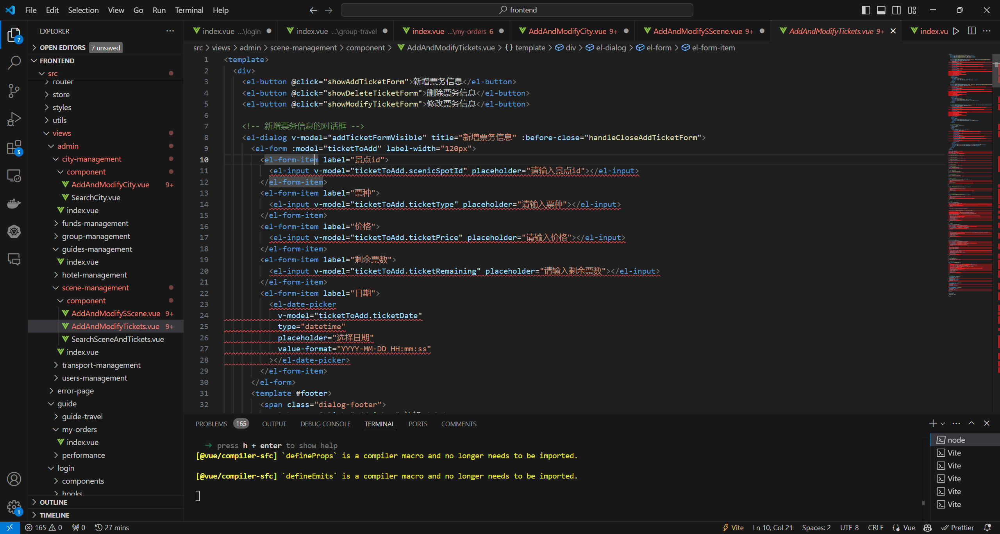 File Edit Selection View Go Run Terminal Help
frontend
EXPLORER
OPEN EDITORS 7 unsaved
FRONTEND
src
router
store
styles
utils
views
admin
city-management
component
AddAndModifyCity.vue 9+
SearchCity.vue
index.vue
funds-management
group-management
guides-management
index.vue
hotel-management
scene-management
component
AddAndModifySScene.vue 9+
AddAndModifyTickets.vue 9+
SearchSceneAndTickets.vue
index.vue
transport-management
users-management
error-page
guide
guide-travel
my-orders
index.vue
performance
login
components
hooks
OUTLINE
TIMELINE
7
5
1
index.vue ...\login
index.vue ...\group-travel
index.vue ...\my-orders 6
AddAndModifyCity.vue 9+
AddAndModifySScene.vue 9+
AddAndModifyTickets.vue 9+
index.vu
src > views > admin > scene-management > component > AddAndModifyTickets.vue > {} template > div > el-dialog > el-form > el-form-item
1 <template>
2 <div>
3 <el-button @click="showAddTicketForm">新增票务信息</el-button>
4 <el-button @click="showDeleteTicketForm">删除票务信息</el-button>
5 <el-button @click="showModifyTicketForm">修改票务信息</el-button>
6
7 <!-- 新增票务信息的对话框 -->
8 <el-dialog v-model="addTicketFormVisible" title="新增票务信息" :before-close="handleCloseAddTicketForm">
9 <el-form :model="ticketToAdd" label-width="120px">
10 <el-form-item label="景点id">
11 <el-input v-model="ticketToAdd.scenicSpotId" placeholder="请输入景点id"></el-input>
12 </el-form-item>
13 <el-form-item label="票种">
14 <el-input v-model="ticketToAdd.ticketType" placeholder="请输入票种"></el-input>
15 </el-form-item>
16 <el-form-item label="价格">
17 <el-input v-model="ticketToAdd.ticketPrice" placeholder="请输入价格"></el-input>
18 </el-form-item>
19 <el-form-item label="剩余票数">
20 <el-input v-model="ticketToAdd.ticketRemaining" placeholder="请输入剩余票数"></el-input>
21 </el-form-item>
22 <el-form-item label="日期">
23 <el-date-picker
24 v-model="ticketToAdd.ticketDate"
25 type="datetime"
26 placeholder="选择日期"
27 value-format="YYYY-MM-DD HH:mm:ss"
28 ></el-date-picker>
29 </el-form-item>
30 </el-form>
31 <template #footer>
32 <span class="dialog-footer">
PROBLEMS 165 OUTPUT DEBUG CONSOLE TERMINAL PORTS COMMENTS
➜ press h + enter to show help
[@vue/compiler-sfc] `defineProps` is a compiler macro and no longer needs to be imported.
[@vue/compiler-sfc] `defineEmits` is a compiler macro and no longer needs to be imported.
node
Vite
Vite
Vite
Vite
Vite
165 0 0 27 mins
Vite Ln 10, Col 21 Spaces: 2 UTF-8 CRLF Vue Prettier